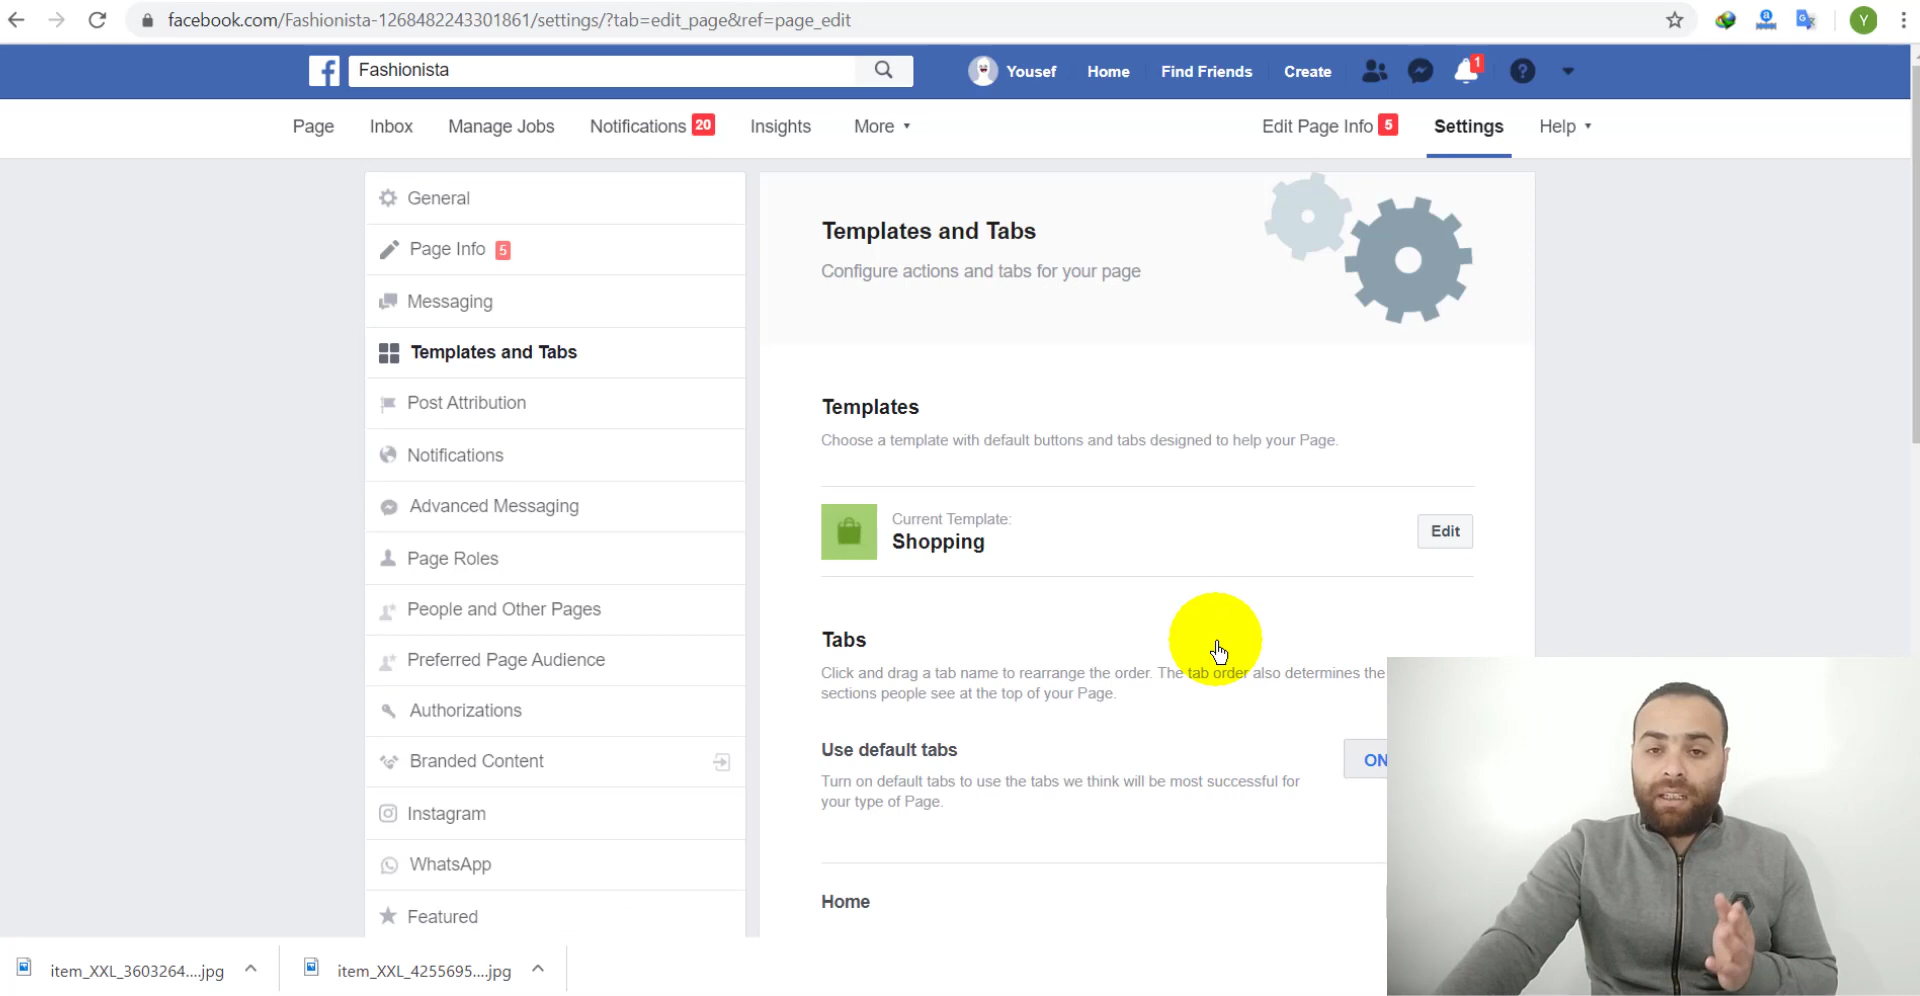 facebook.com/Fashionista-1268482243301861/settings/?tab=edit_page&ref=page_edit
Y
Fashionista
Yousef
Home
Find Friends
Create
1
Page
Inbox
Manage Jobs
Notifications 20
Insights
More
Edit Page Info 5
Settings
Help
General
Page Info 5
Messaging
Templates and Tabs
Post Attribution
Notifications
Advanced Messaging
Page Roles
People and Other Pages
Preferred Page Audience
Authorizations
Branded Content
Instagram
WhatsApp
Featured
Templates and Tabs
Configure actions and tabs for your page
Templates
Choose a template with default buttons and tabs designed to help your Page.
Current Template:
Shopping
Edit
Tabs
Click and drag a tab name to rearrange the order. The tab order also determines the
sections people see at the top of your Page.
Use default tabs
ON
Turn on default tabs to use the tabs we think will be most successful for
your type of Page.
Home
item_XXL_3603264....jpg
item_XXL_4255695....jpg